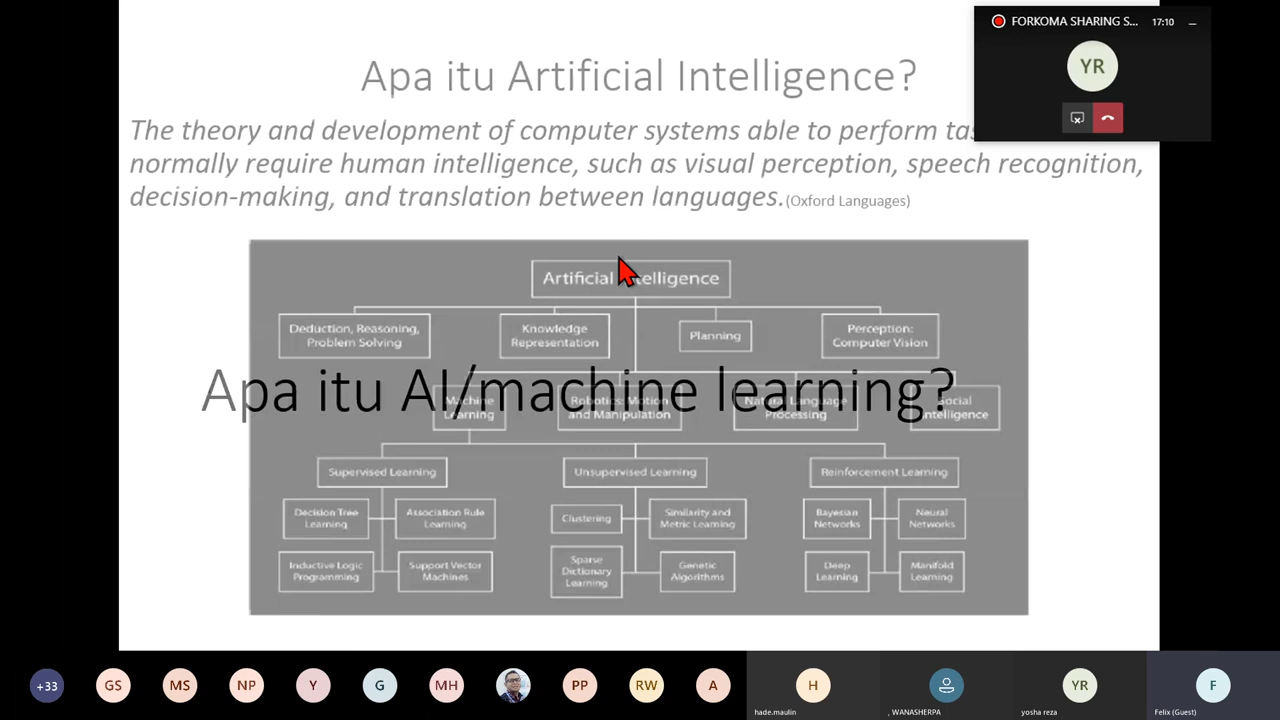 FORKOMA SHARING S...
17:10
YR
Apa itu Artificial Intelligence?
The theory and development of computer systems able to perform
normally require human intelligence, such as visual perception, speech recognition,
decision-making, and translation between languages.(Oxford Languages)
Artificial Intelligence
Deduction, Reasoning,
Problem Solving
Knowledge
Representation
Planning
Perception:
Computer Vision
Apa itu AI/machine learning?
Machine
Learning
Robotics: Motion
and Manipulation
Natural Language
Processing
Social
Intelligence
Supervised Learning
Unsupervised Learning
Reinforcement Learning
Decision Tree
Learning
Association Rule
Learning
Clustering
Similarity and
Metric Learning
Bayesian
Networks
Neural
Networks
Inductive Logic
Programming
Support Vector
Machines
Sparse
Dictionary
Learning
Genetic
Algorithms
Deep
Learning
Manifold
Learning
+33
GS
MS
NP
Y
G
MH
PP
RW
A
H
hade.maulin
, WANASHERPA
YR
yosha reza
F
Felix (Guest)